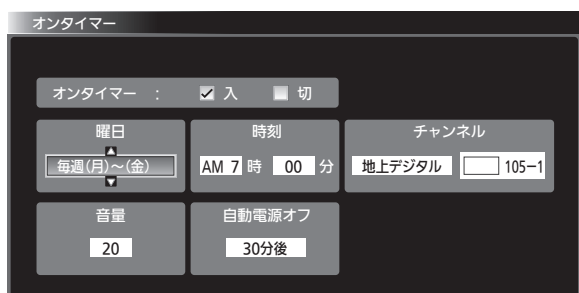 オンタイマー
オンタイマー : 入 切
曜日 時刻 チャンネル
毎週(月)~(金) AM 7 時 00 分 地上デジタル 105-1
音量 自動電源オフ
20 30分後